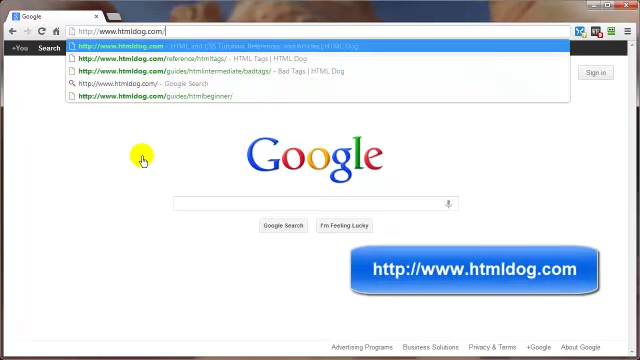 Google
http://www.htmldog.com/
+You Search
http://www.htmldog.com - HTML and CSS Tutorials, References, and Articles | HTML Dog
http://www.htmldog.com/reference/htmltags/ - HTML Tags | HTML Dog
http://www.htmldog.com/guides/htmlintermediate/badtags/ - Bad Tags | HTML Dog
http://www.htmldog.com/ - Google Search
http://www.htmldog.com/guides/htmlbeginner/
Sign in
Google
Google Search I'm Feeling Lucky
http://www.htmldog.com
Advertising Programs Business Solutions Privacy & Terms +Google About Google